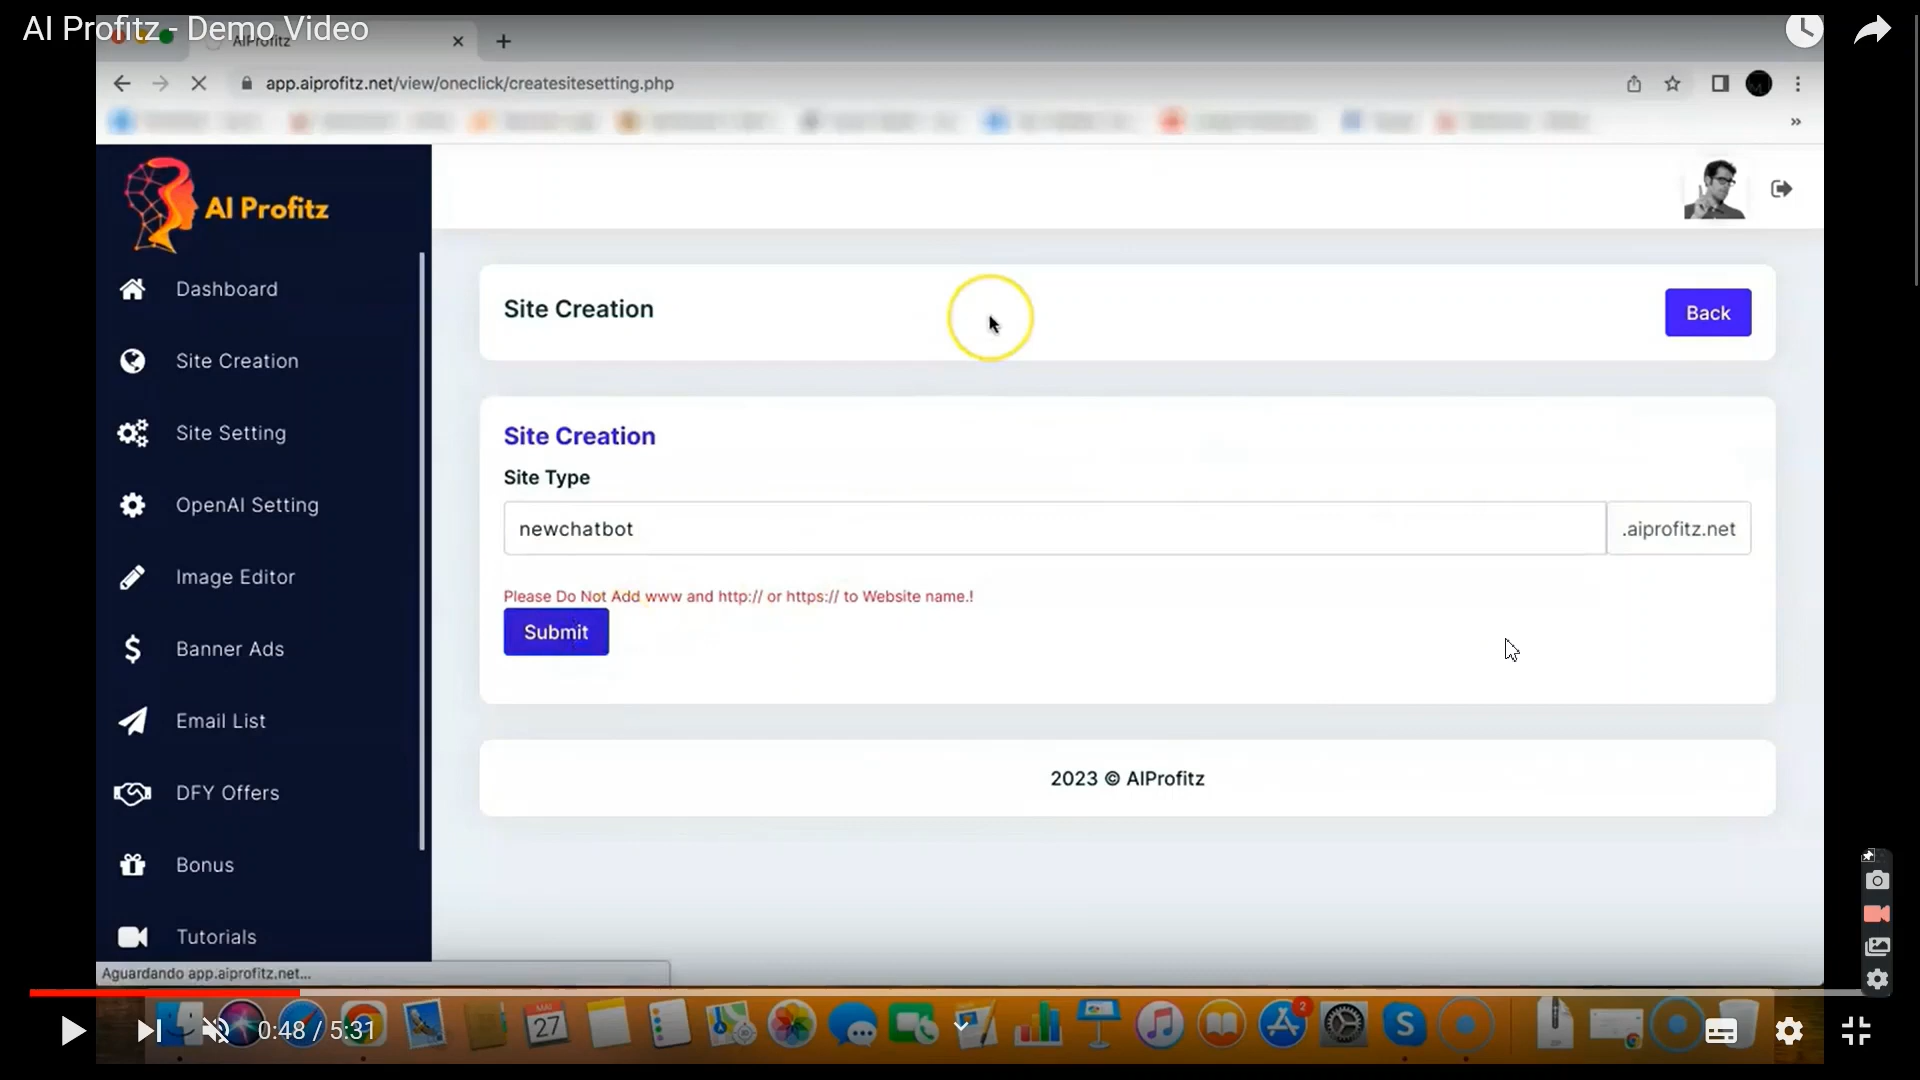 AI Profitz - Demo Video
AIProfitz
app.aiprofitz.net/view/oneclick/createsitesetting.php
AI Profitz
Dashboard
Site Creation
Site Setting
OpenAI Setting
Image Editor
Banner Ads
Email List
DFY Offers
Bonus
Tutorials
Site Creation
Back
Site Creation
Site Type
newchatbot
.aiprofitz.net
Please Do Not Add www and http:// or https:// to Website name.!
Submit
2023 © AIProfitz
Aguardando app.aiprofitz.net...
27
2
0:48 / 5:31